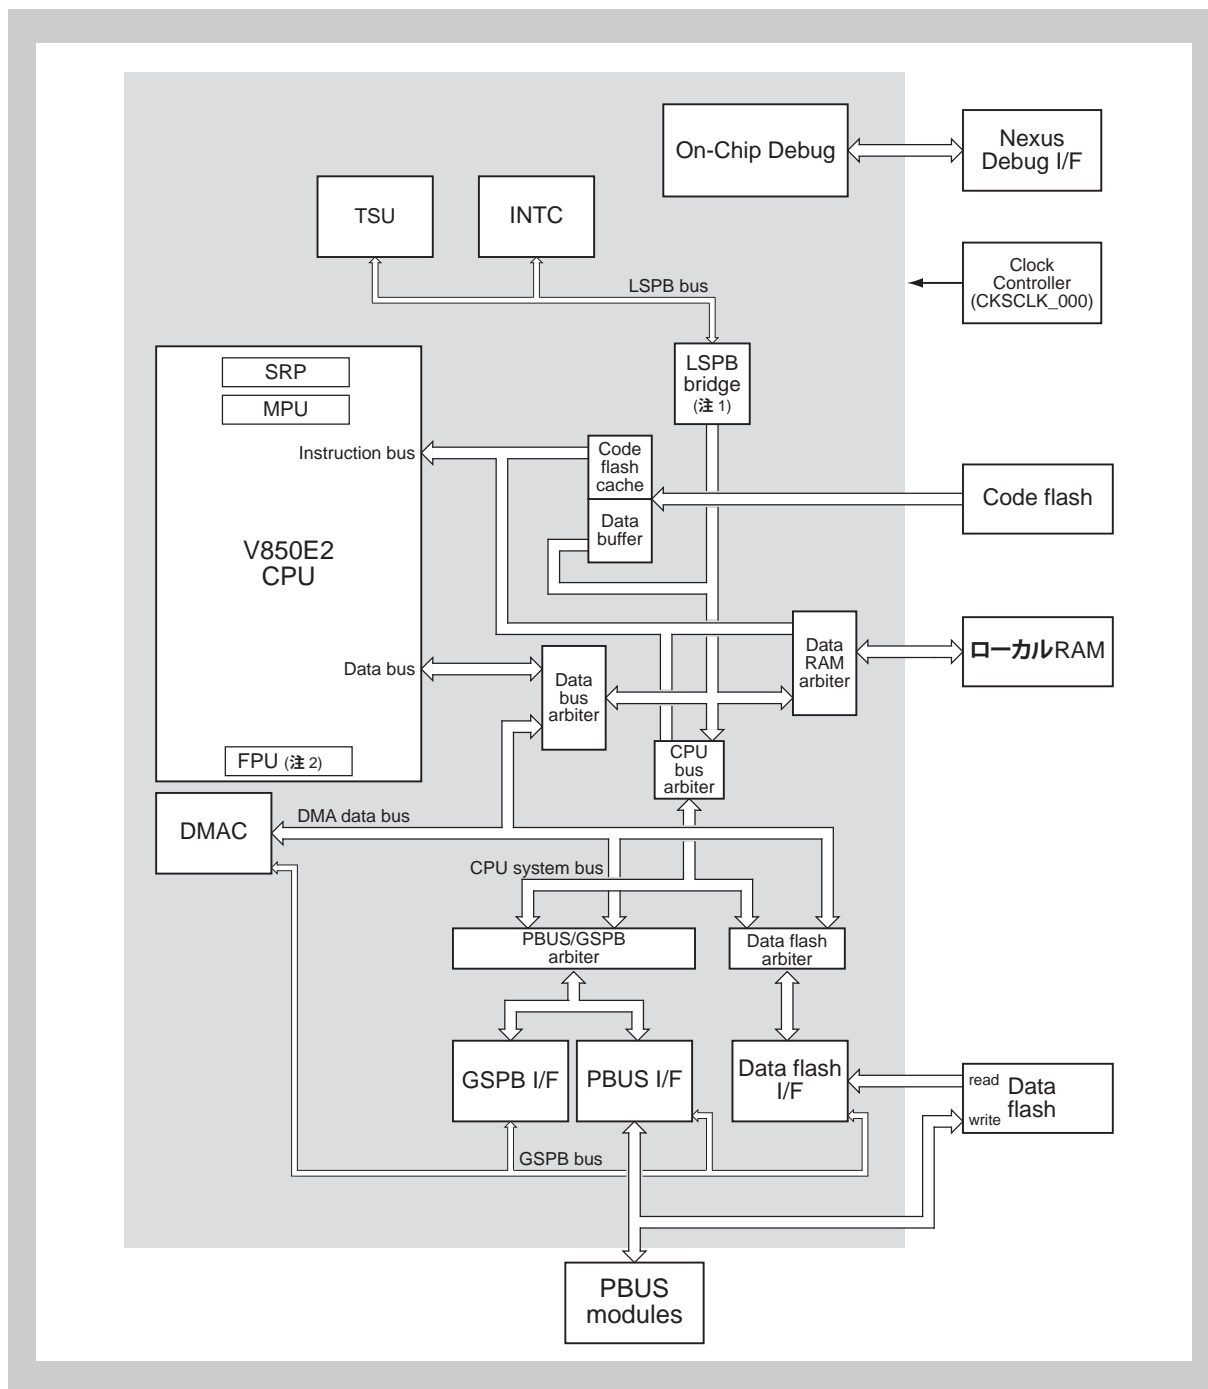 On-Chip Debug
Nexus
Debug I/F
TSU
INTC
Clock
Controller
(CKSCLK_000)
LSPB bus
LSPB
bridge
(注 1)
SRP
MPU
Instruction bus
Code
flash
cache
Data
buffer
Code flash
V850E2
CPU
Data
RAM
arbiter
ローカルRAM
Data bus
Data
bus
arbiter
FPU (注 2)
CPU
bus
arbiter
DMAC
DMA data bus
CPU system bus
PBUS/GSPB
arbiter
Data flash
arbiter
GSPB I/F
PBUS I/F
Data flash
I/F
read
Data
flash
write
GSPB bus
PBUS
modules